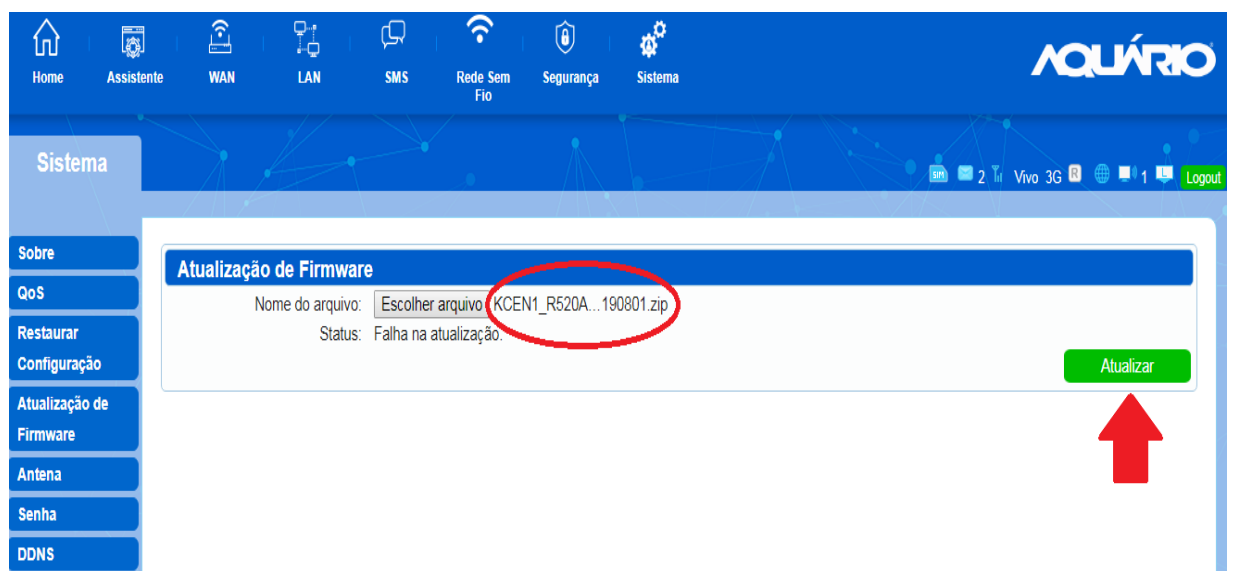 Home Assistente WAN LAN SMS Rede Sem Fio Segurança Sistema
AQUÁRIO
Sistema
SIM 2 Vivo 3G R 1 L Logout
Sobre
QoS
Restaurar
Configuração
Atualização de
Firmware
Antena
Senha
DDNS
Atualização de Firmware
Nome do arquivo: Escolher arquivo KCEN1_R520A...190801.zip
Status: Falha na atualização.
Atualizar